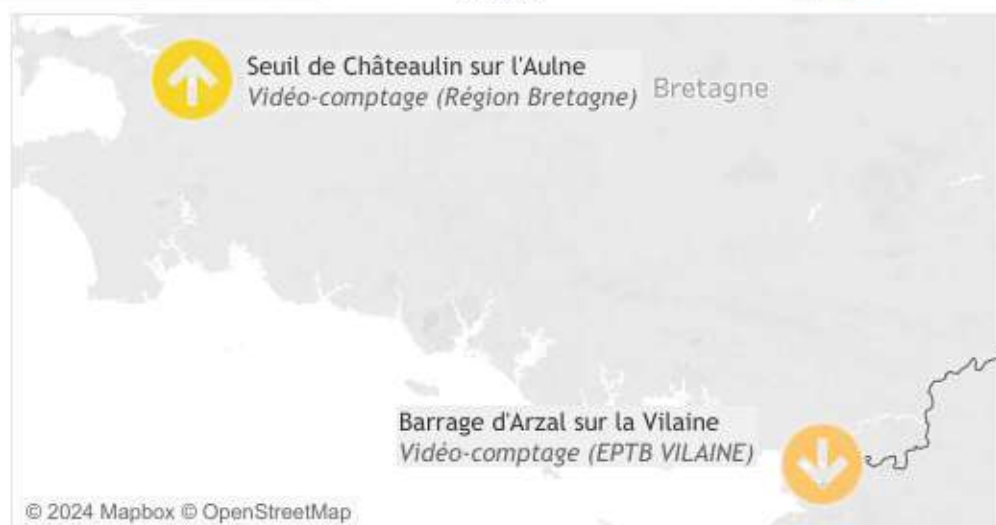 Seuil de Châteaulin sur l'Aulne
Vidéo-comptage (Région Bretagne)
Bretagne
Barrage d'Arzal sur la Vilaine
Vidéo-comptage (EPTB VILAINE)
© 2024 Mapbox © OpenStreetMap